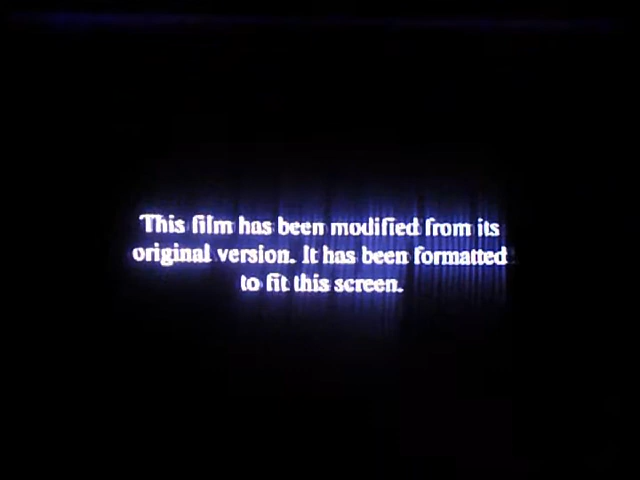 This film has been modified from its
original version. It has been formatted
to fit this screen.